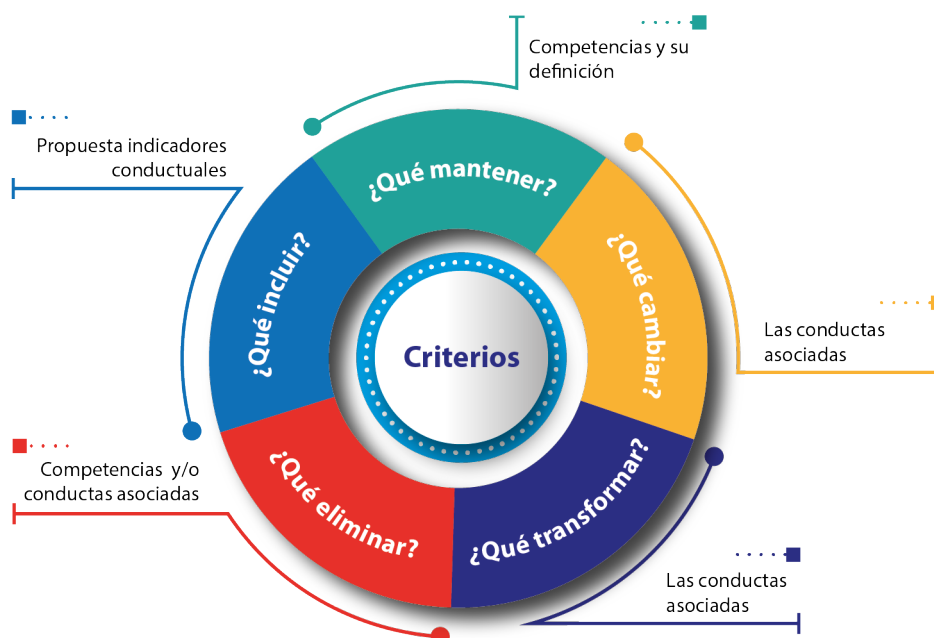 Competencias y su
definición
¿Qué mantener?
Propuesta indicadores
conductuales
¿Qué incluir?
¿Qué cambiar?
Las conductas
asociadas
Criterios
Competencias y/o
conductas asociadas
¿Qué eliminar?
¿Qué transformar?
Las conductas
asociadas